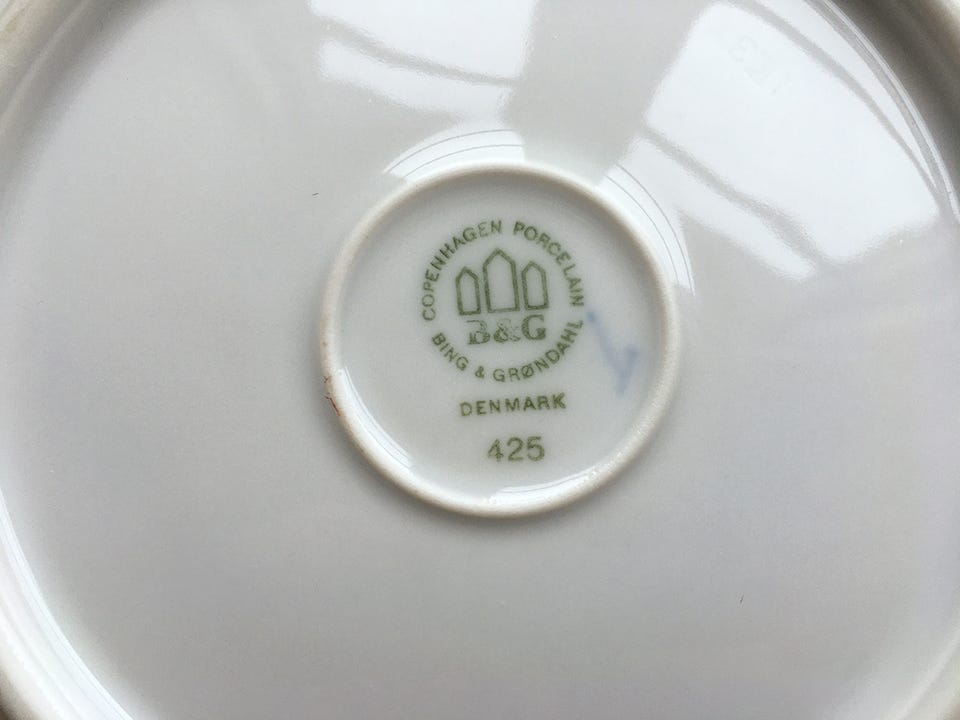 COPENHAGEN PORCELAIN
B&G
BING & GRØNDAHL
DENMARK
425